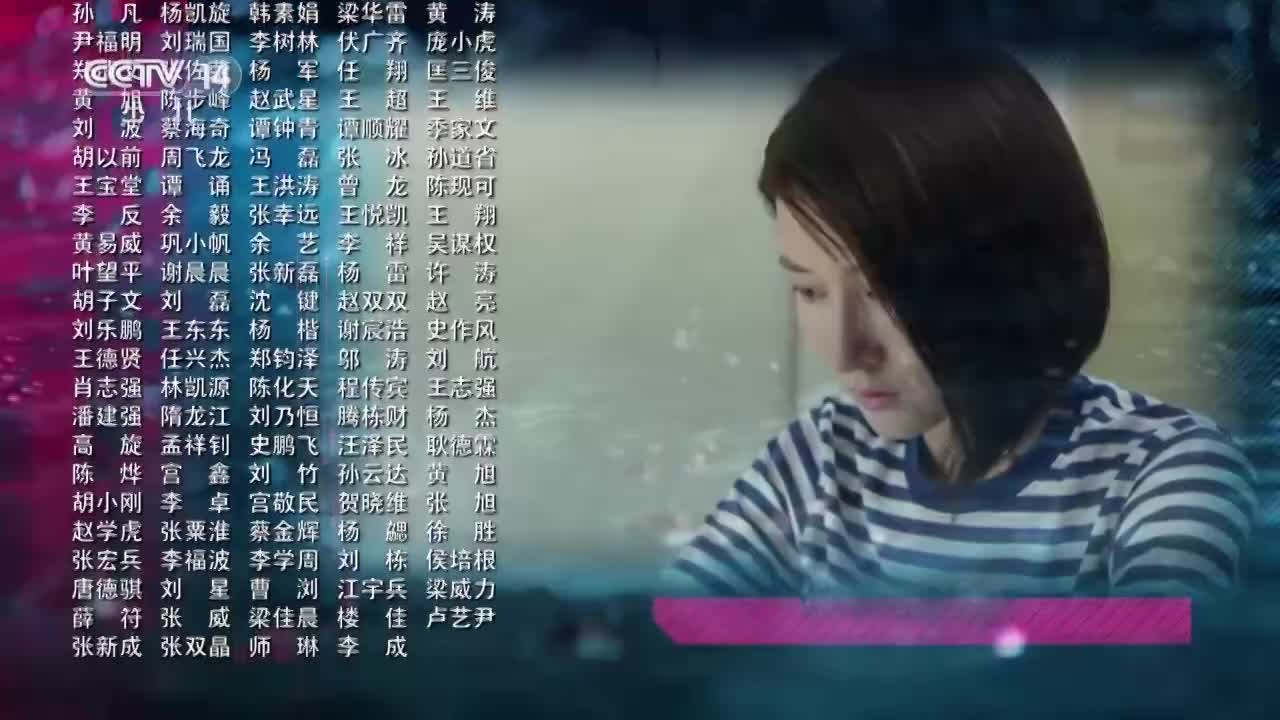 孙 凡 杨凯旋 韩素娟 梁华雷 黄 涛
尹福明 刘瑞国 李树林 伏广齐 庞小虎
CCTV 14
杨 军 任 翔 匡三俊
黄 旭 陈步峰 赵武星 王 超 王 维
少儿
刘 波 蔡海奇 谭钟青 谭顺耀 季家文
胡以前 周飞龙 冯 磊 张 冰 孙道省
王宝堂 谭 诵 王洪涛 曾 龙 陈现可
李 反 余 毅 张幸远 王悦凯 王 翔
黄易威 巩小帆 余 艺 李 祥 吴谋权
叶望平 谢晨晨 张新磊 杨 雷 许 涛
胡子文 刘 磊 沈 键 赵双双 赵 亮
刘乐鹏 王东东 杨 楷 谢宸浩 史作风
王德贤 任兴杰 郑钧泽 邬 涛 刘 航
肖志强 林凯源 陈化天 程传宾 王志强
潘建强 隋龙江 刘乃恒 腾栋财 杨 杰
高 旋 孟祥钊 史鹏飞 汪泽民 耿德霖
陈 烨 宫 鑫 刘 竹 孙云达 黄 旭
胡小刚 李 卓 宫敬民 贺晓维 张 旭
赵学虎 张粟淮 蔡金辉 杨 勰 徐 胜
张宏兵 李福波 李学周 刘 栋 侯培根
唐德骐 刘 星 曹 浏 江宇兵 梁威力
薛 符 张 威 梁佳晨 楼 佳 卢艺尹
张新成 张双晶 师 琳 李 成